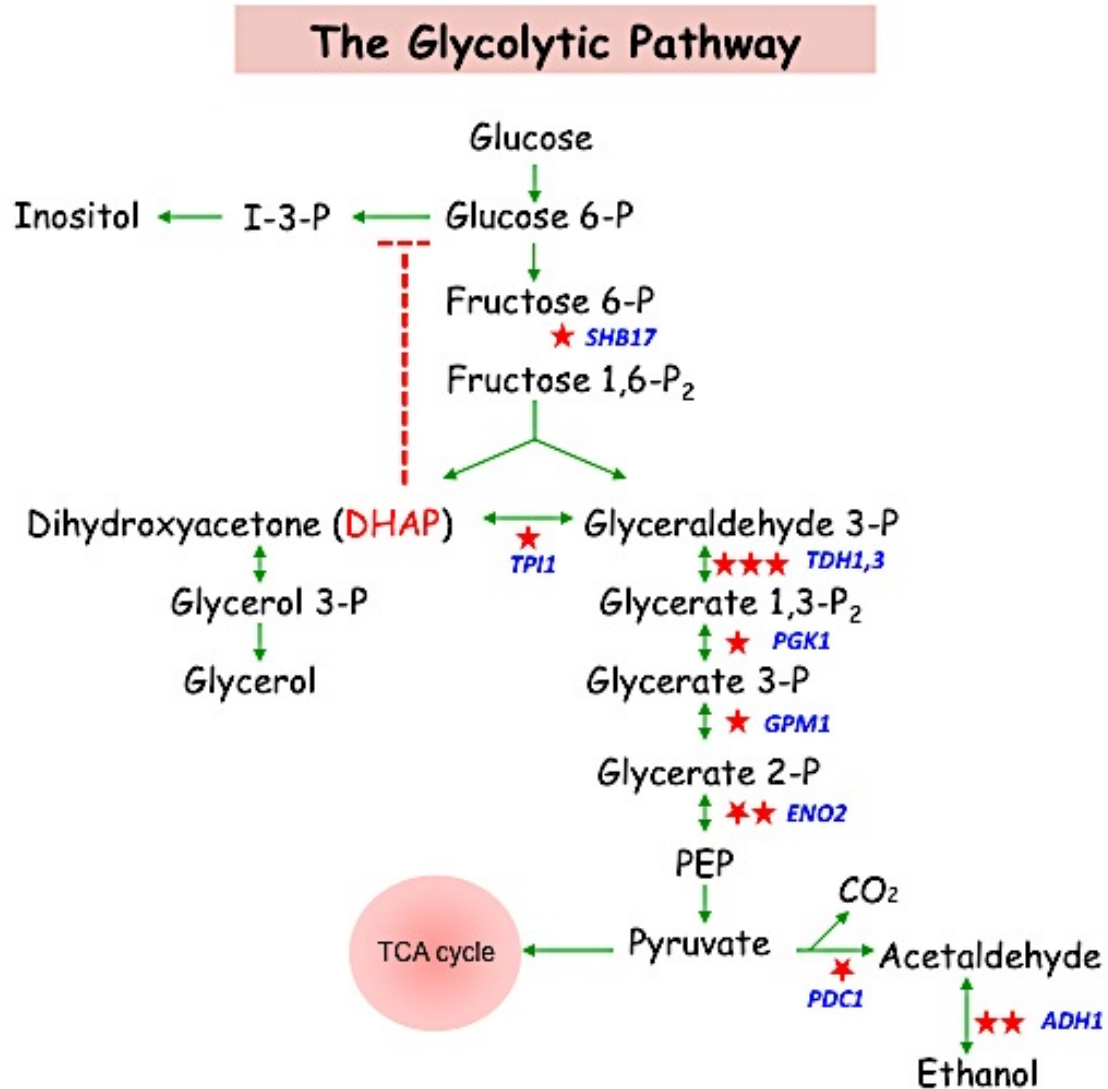 The Glycolytic Pathway
Glucose
Inositol
I-3-P
Glucose 6-P
Fructose 6-P
SHB17
Fructose 1,6-P₂
Dihydroxyacetone (DHAP)
Glyceraldehyde 3-P
TPI1
TDH1,3
Glycerol 3-P
Glycerate 1,3-P₂
PGK1
Glycerol
Glycerate 3-P
GPM1
Glycerate 2-P
ENO2
PEP
CO₂
TCA cycle
Pyruvate
Acetaldehyde
PDC1
ADH1
Ethanol